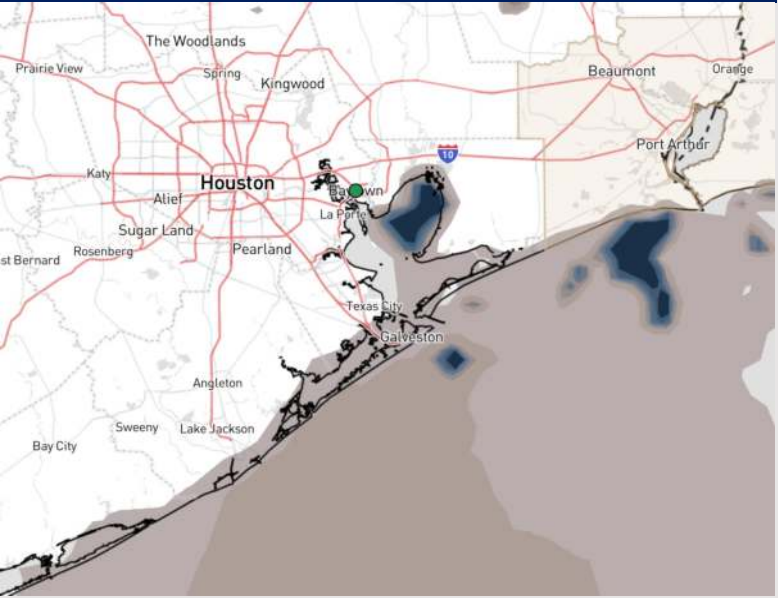 The Woodlands
Prairie View
Spring
Kingwood
Beaumont
Orange
Port Arthur
10
Katy
Houston
Baytown
Alief
La Porte
Sugar Land
Pearland
Rosenberg
st Bernard
Texas City
Galveston
Angleton
Sweeny
Lake Jackson
Bay City